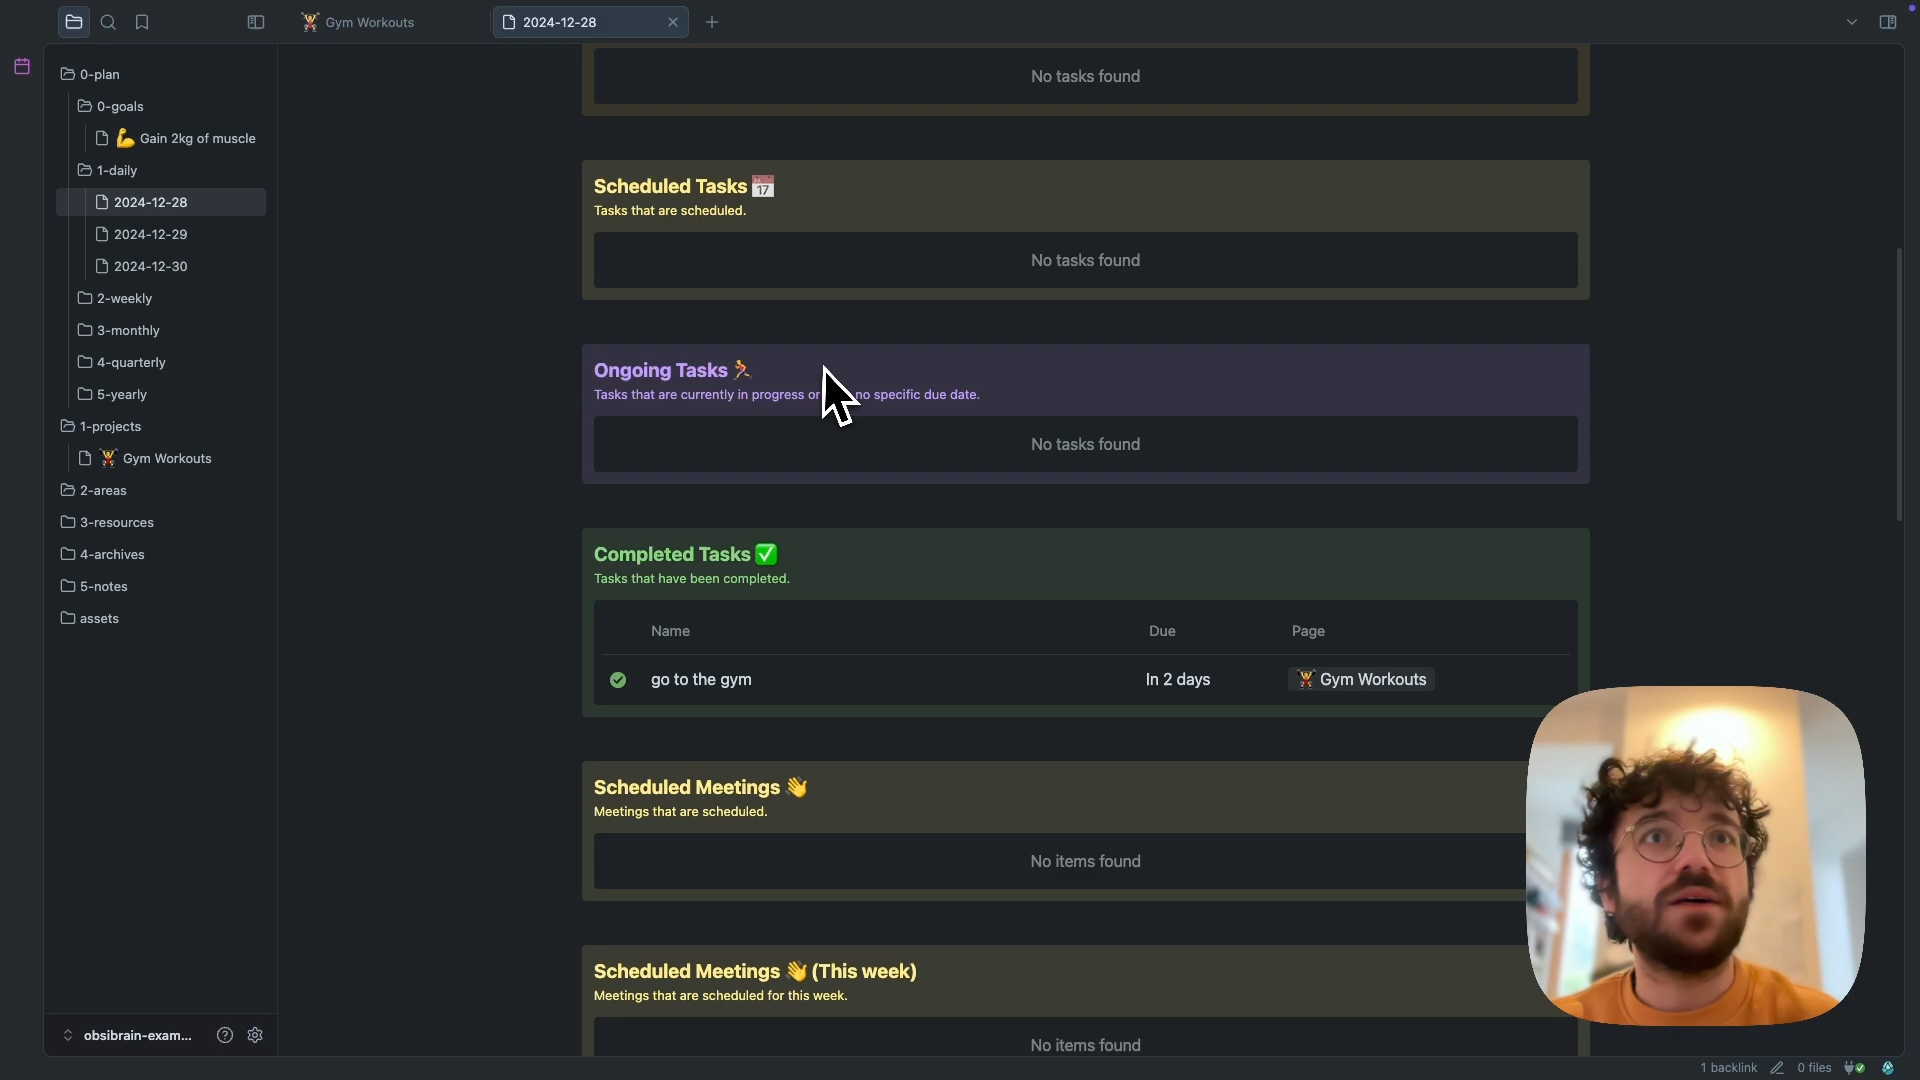 Gym Workouts
2024-12-28
0-plan
0-goals
Gain 2kg of muscle
1-daily
2024-12-28
2024-12-29
2024-12-30
2-weekly
3-monthly
4-quarterly
5-yearly
1-projects
Gym Workouts
2-areas
3-resources
4-archives
5-notes
assets
obsibrain-exam...
No tasks found
Scheduled Tasks 📅
Tasks that are scheduled.
No tasks found
Ongoing Tasks 🏃
Tasks that are currently in progress or no specific due date.
No tasks found
Completed Tasks ✅
Tasks that have been completed.
Name Due Page
go to the gym In 2 days 🏋 Gym Workouts
Scheduled Meetings 👋
Meetings that are scheduled.
No items found
Scheduled Meetings 👋 (This week)
Meetings that are scheduled for this week.
No items found
1 backlink 0 files